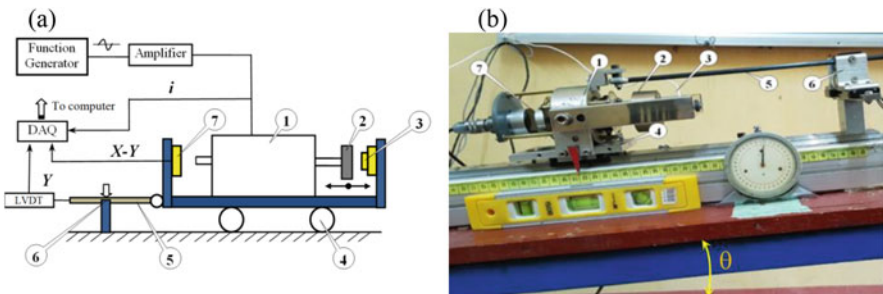 (a)
Function
Generator
Amplifier
i
To computer
DAQ
X-Y
Y
LVDT
1
2
3
4
5
6
7
(b)
1
2
3
4
5
6
7
θ